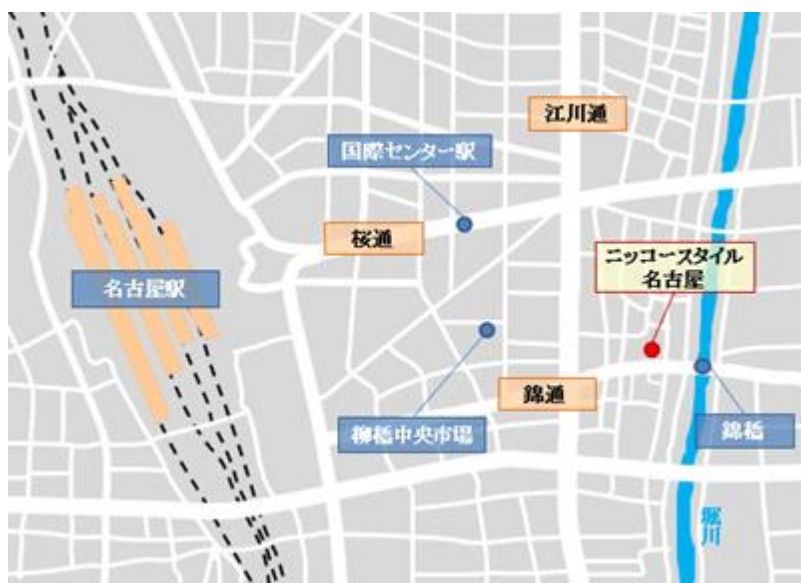 江川通
国際センター駅
桜通
ニッコースタイル
名古屋
名古屋駅
錦通
柳橋中央市場
錦橋
堀川